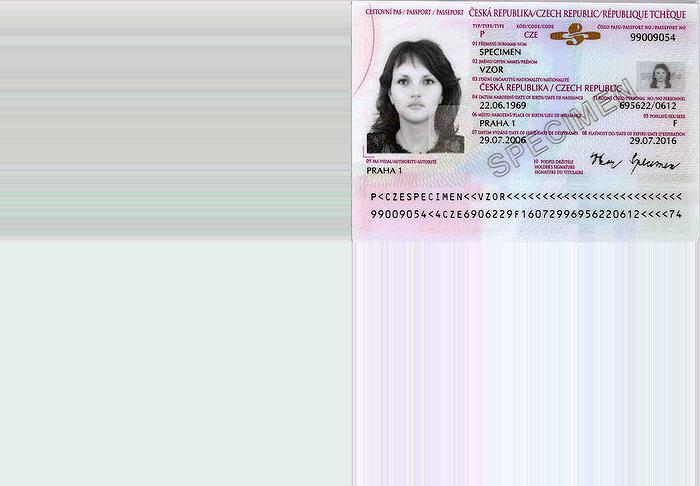 CESTOVNÍ PAS / PASSPORT / PASSEPORT ČESKÁ REPUBLIKA/CZECH REPUBLIC/RÉPUBLIQUE TCHÈQUE
TYP/TYPE/TYPE KÓD/CODE/CODE ČÍSLO PASU/PASSPORT NO/PASSEPORT NO
P CZE 99009054
01 PŘÍJMENÍ/SURNAME/NOM
SPECIMEN
02 JMÉNO/GIVEN NAMES/PRÉNOM
VZOR
03 STÁTNÍ OBČANSTVÍ/NATIONALITY/NATIONALITÉ
ČESKÁ REPUBLIKA / CZECH REPUBLIC
04 DATUM NAROZENÍ/DATE OF BIRTH/DATE DE NAISSANCE 11 RODNÉ ČÍSLO/PERSONAL NO./NO PERSONNEL
22.06.1969 695622/0612
06 MÍSTO NAROZENÍ/PLACE OF BIRTH/LIEU DE NAISSANCE 05 POHLAVÍ/SEX/SEXE
PRAHA 1 F
07 DATUM VYDÁNÍ/DATE OF ISSUE/DATE DE DÉLIVRANCE 08 PLATNOST DO/DATE OF EXPIRY/DATE D'EXPIRATION
29.07.2006 29.07.2016
SPECIMEN
09 PAS VYDAL/AUTHORITY/AUTORITÉ
PRAHA 1
10 PODPIS DRŽITELE
HOLDER'S SIGNATURE
SIGNATURE DU TITULAIRE
Specimen
P<CZESPECIMEN<<VZOR<<<<<<<<<<<<<<<<<<<<<<<<<
99009054<4CZE6906229F16072996956220612<<<<74